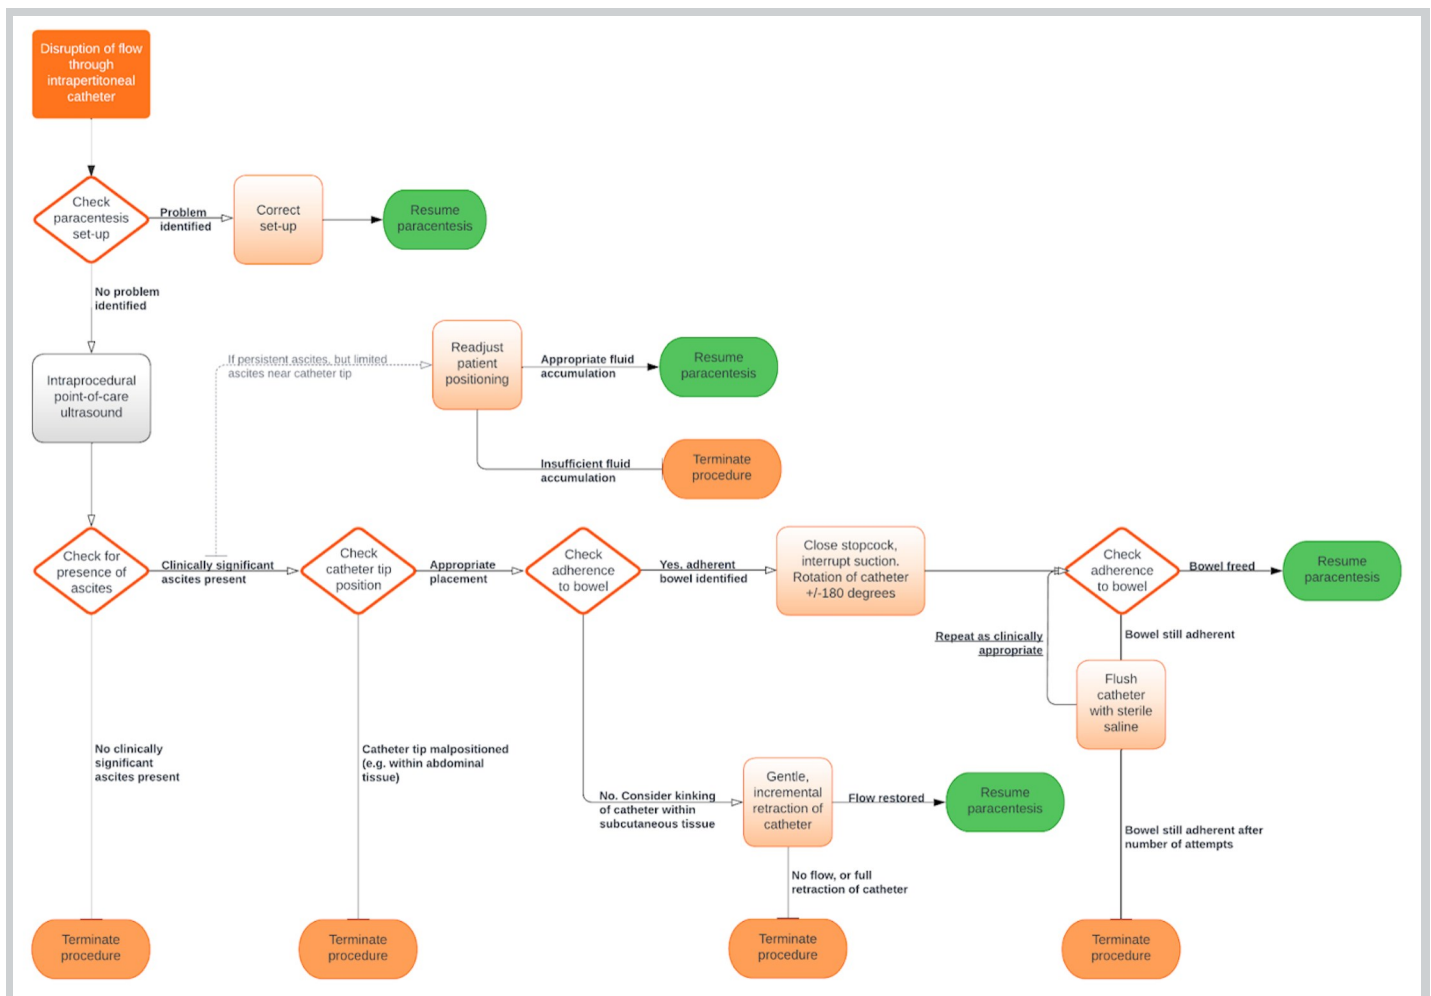 Disruption of flow
through
intrapertitoneal
catheter
Check
paracentesis
set-up
Problem
identified
Correct
set-up
Resume
paracentesis
No problem
identified
Intraprocedural
point-of-care
ultrasound
If persistent ascites, but limited
ascites near catheter tip
Readjust
patient
positioning
Appropriate fluid
accumulation
Resume
paracentesis
Insufficient fluid
accumulation
Terminate
procedure
Check for
presence of
ascites
Clinically significant
ascites present
Check
catheter tip
position
Appropriate
placement
Check
adherence
to bowel
Yes, adherent
bowel identified
Close stopcock,
interrupt suction.
Rotation of catheter
+/-180 degrees
Check
adherence
to bowel
Bowel freed
Resume
paracentesis
Repeat as clinically
appropriate
Bowel still adherent
Flush
catheter
with sterile
saline
No clinically
significant
ascites present
Catheter tip malpositioned
(e.g. within abdominal
tissue)
No. Consider kinking
of catheter within
subcutaneous tissue
Gentle,
incremental
retraction of
catheter
Flow restored
Resume
paracentesis
Bowel still adherent after
number of attempts
No flow, or full
retraction of catheter
Terminate
procedure
Terminate
procedure
Terminate
procedure
Terminate
procedure